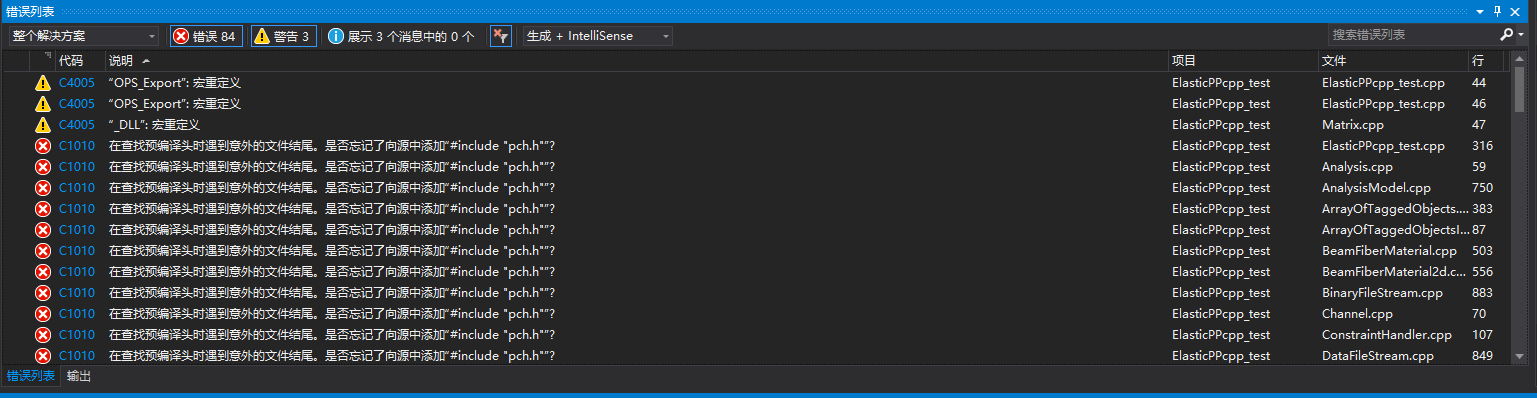 错误列表
整个解决方案 错误 84 警告 3 展示 3 个消息中的 0 个 生成 + IntelliSense 搜索错误列表
代码 说明 项目 文件 行
C4005 “OPS_Export”: 宏重定义 ElasticPPcpp_test ElasticPPcpp_test.cpp 44
C4005 “OPS_Export”: 宏重定义 ElasticPPcpp_test ElasticPPcpp_test.cpp 46
C4005 “_DLL”: 宏重定义 ElasticPPcpp_test Matrix.cpp 47
C1010 在查找预编译头时遇到意外的文件结尾。是否忘记了向源中添加“#include "pch.h"”? ElasticPPcpp_test ElasticPPcpp_test.cpp 316
C1010 在查找预编译头时遇到意外的文件结尾。是否忘记了向源中添加“#include "pch.h"”? ElasticPPcpp_test Analysis.cpp 59
C1010 在查找预编译头时遇到意外的文件结尾。是否忘记了向源中添加“#include "pch.h"”? ElasticPPcpp_test AnalysisModel.cpp 750
C1010 在查找预编译头时遇到意外的文件结尾。是否忘记了向源中添加“#include "pch.h"”? ElasticPPcpp_test ArrayOfTaggedObjects.... 383
C1010 在查找预编译头时遇到意外的文件结尾。是否忘记了向源中添加“#include "pch.h"”? ElasticPPcpp_test ArrayOfTaggedObjectsI... 87
C1010 在查找预编译头时遇到意外的文件结尾。是否忘记了向源中添加“#include "pch.h"”? ElasticPPcpp_test BeamFiberMaterial.cpp 503
C1010 在查找预编译头时遇到意外的文件结尾。是否忘记了向源中添加“#include "pch.h"”? ElasticPPcpp_test BeamFiberMaterial2d.c... 556
C1010 在查找预编译头时遇到意外的文件结尾。是否忘记了向源中添加“#include "pch.h"”? ElasticPPcpp_test BinaryFileStream.cpp 883
C1010 在查找预编译头时遇到意外的文件结尾。是否忘记了向源中添加“#include "pch.h"”? ElasticPPcpp_test Channel.cpp 70
C1010 在查找预编译头时遇到意外的文件结尾。是否忘记了向源中添加“#include "pch.h"”? ElasticPPcpp_test ConstraintHandler.cpp 107
C1010 在查找预编译头时遇到意外的文件结尾。是否忘记了向源中添加“#include "pch.h"”? ElasticPPcpp_test DataFileStream.cpp 849
错误列表 输出